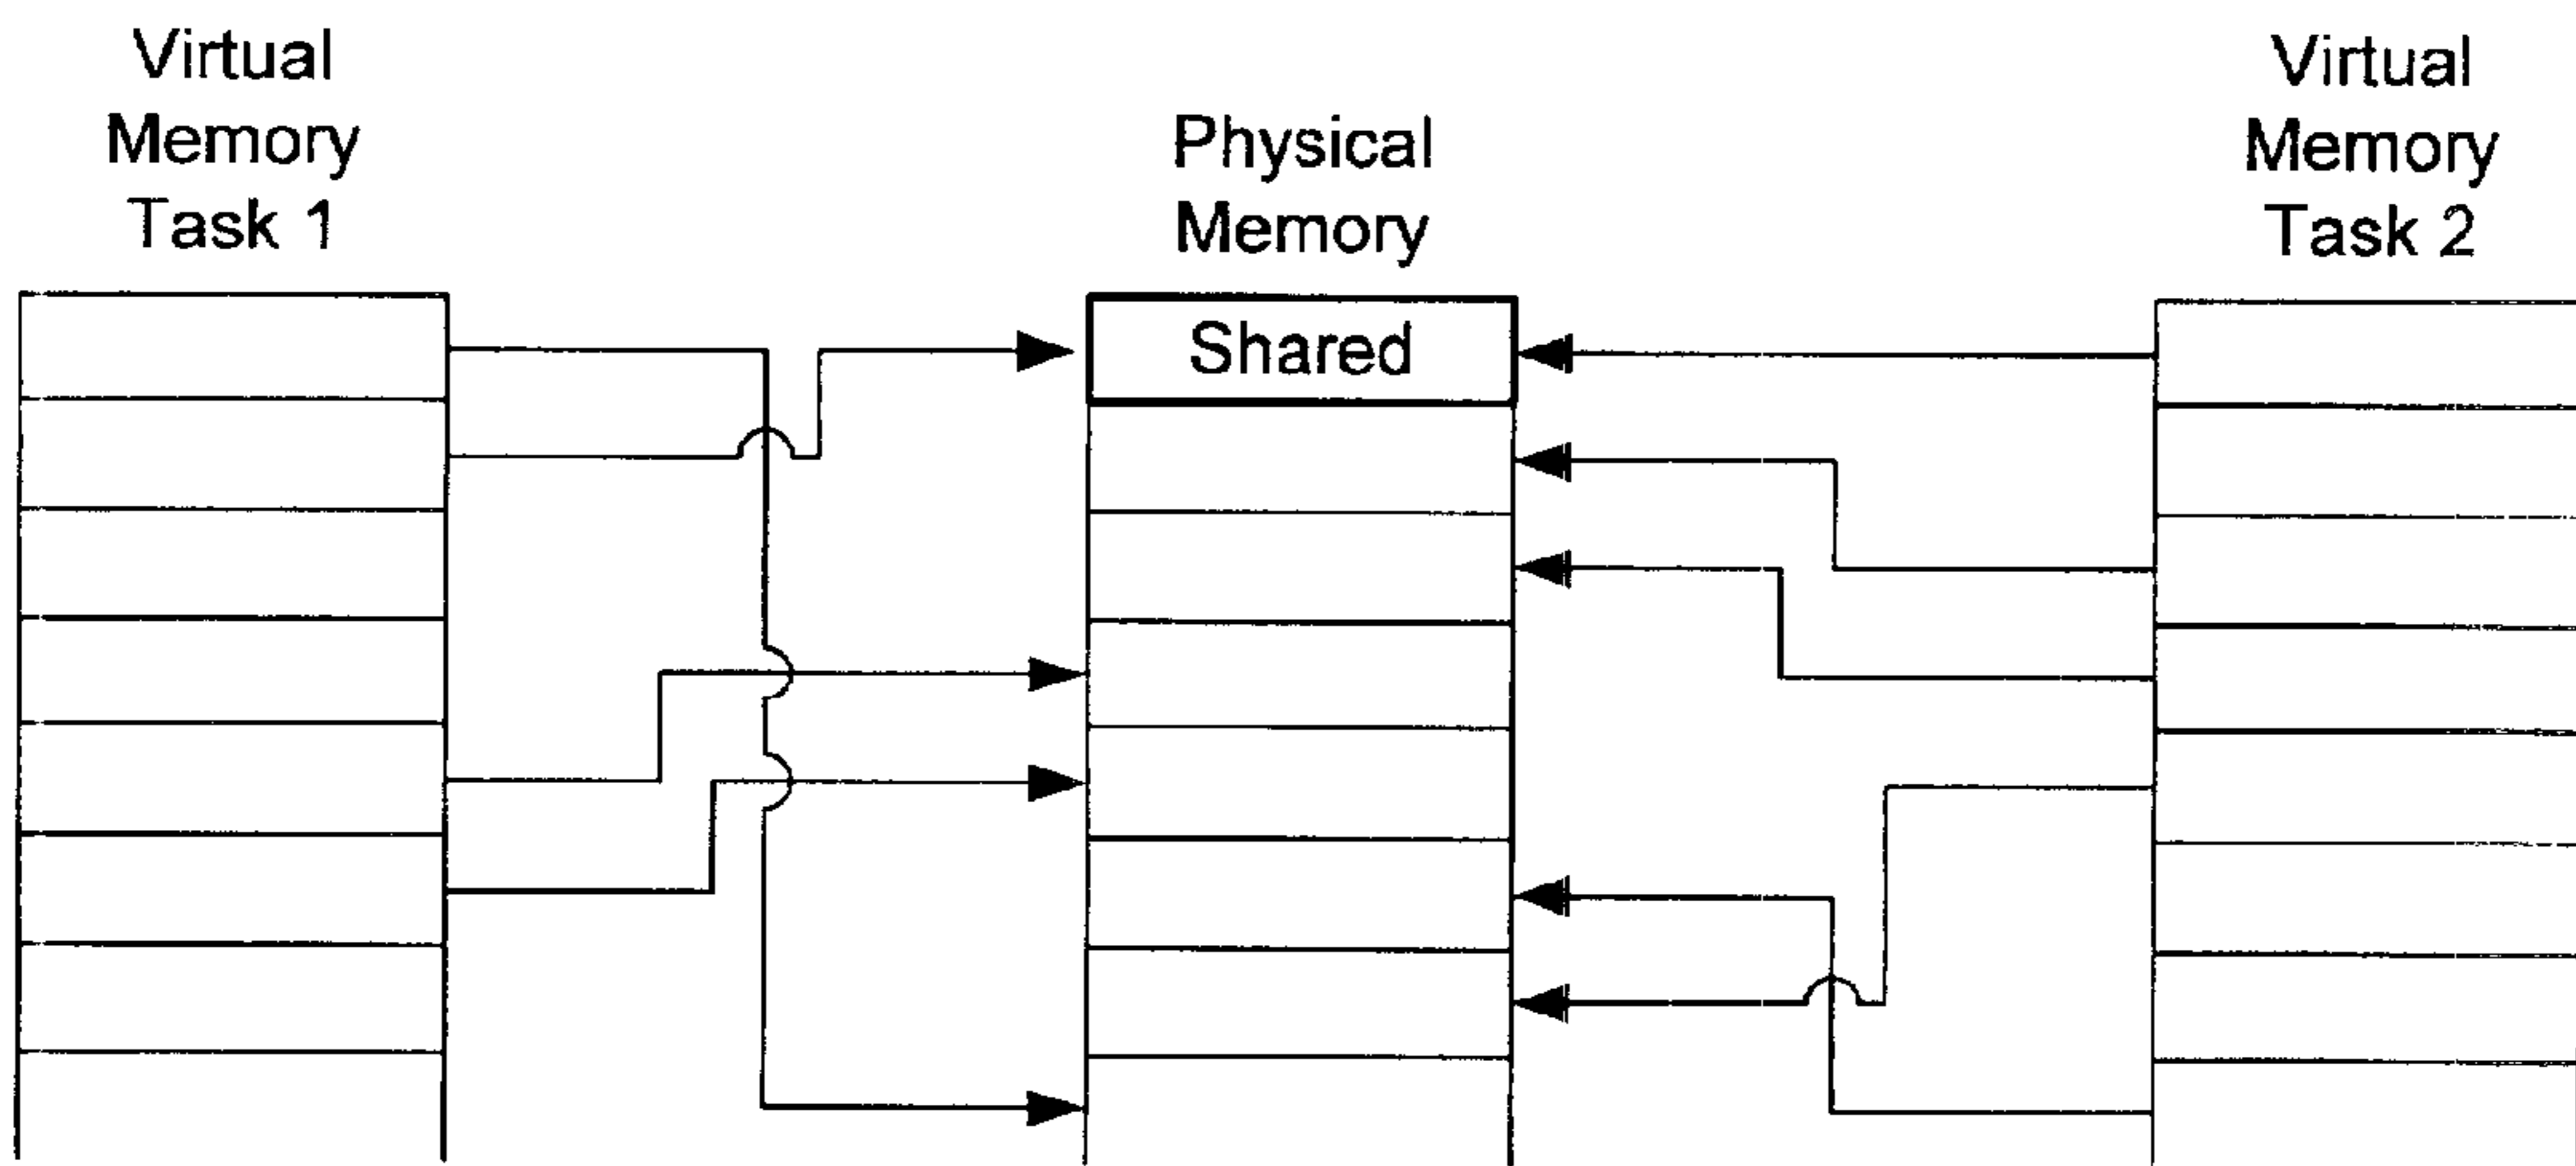 Virtual
Memory
Task 1
Physical
Memory
Virtual
Memory
Task 2
Shared